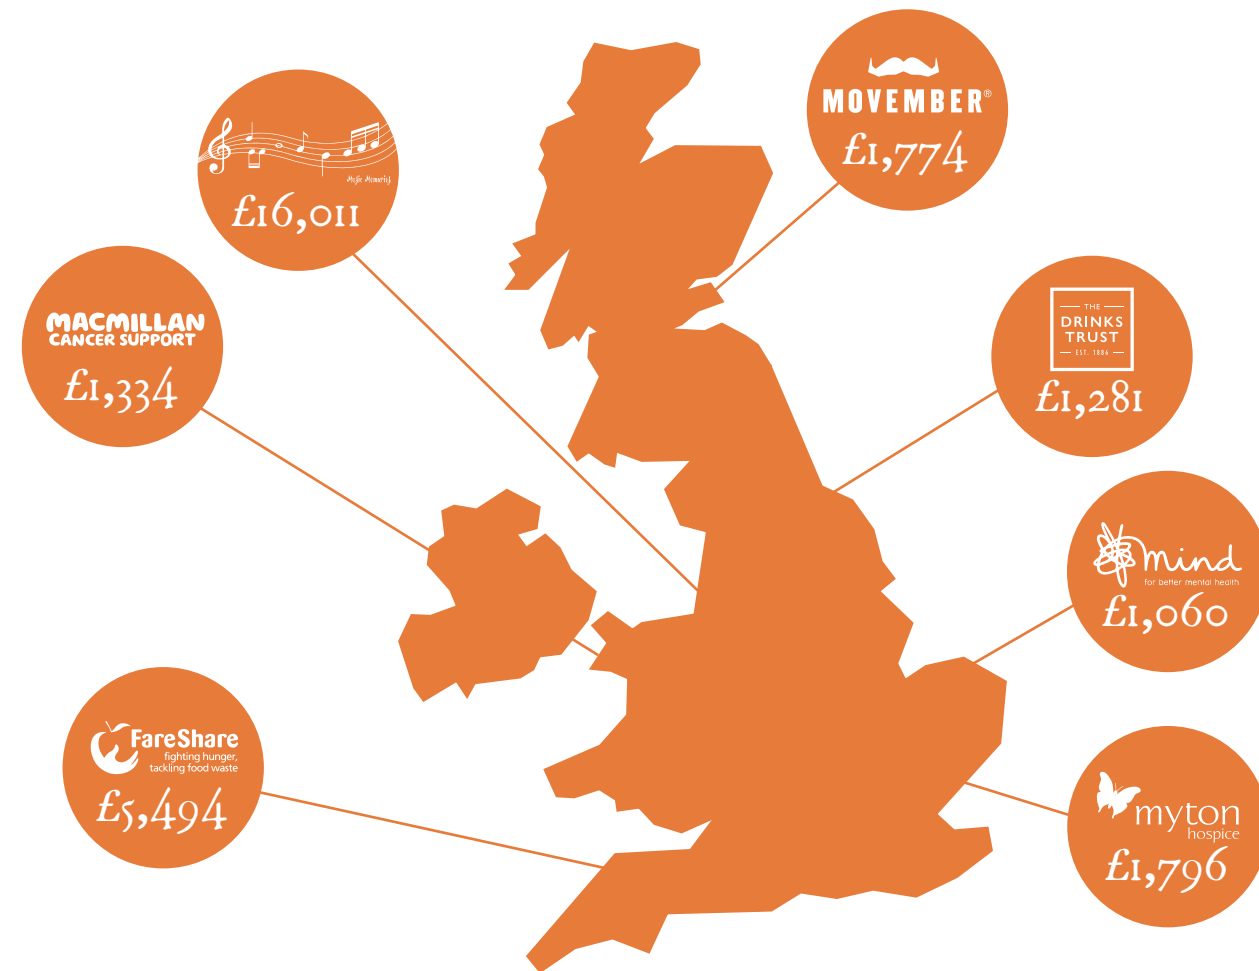 MOVEMBER®
£1,774
Music Memories
£16,011
MACMILLAN
CANCER SUPPORT
£1,334
THE
DRINKS
TRUST
EST. 1886
£1,281
mind
for better mental health
£1,060
FareShare
fighting hunger,
tackling food waste
£5,494
myton
hospice
£1,796